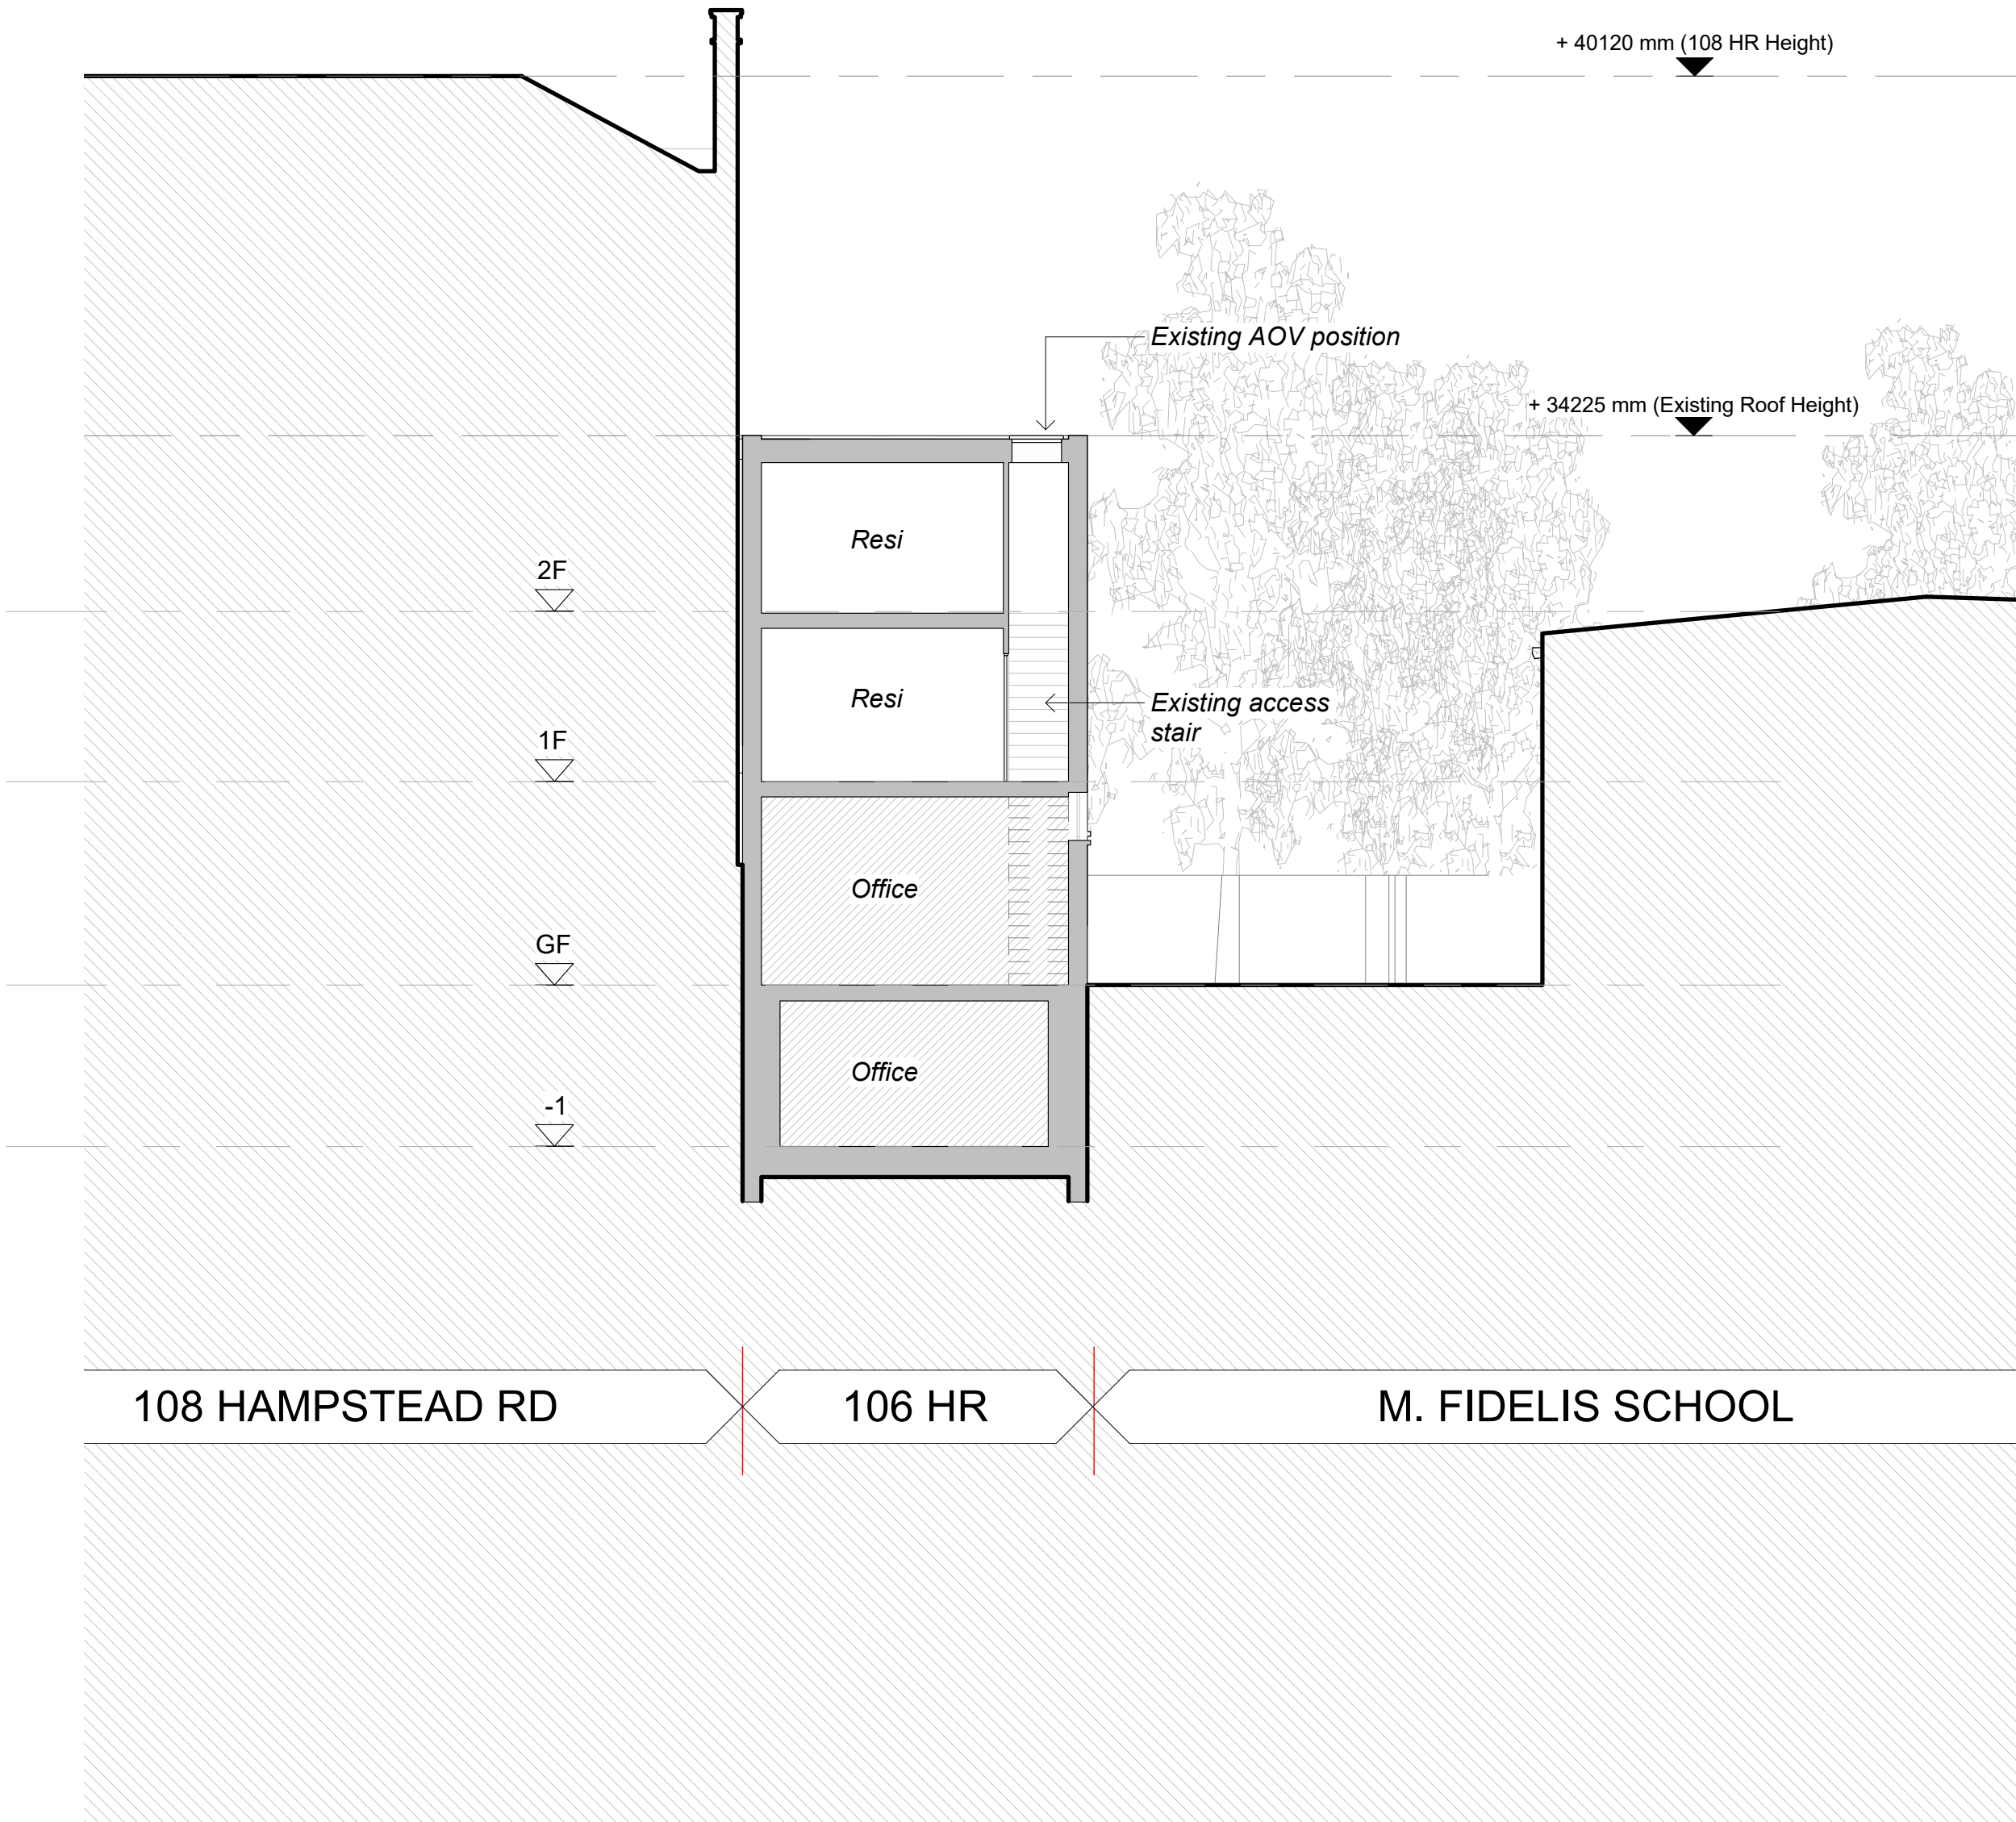 + 40120 mm (108 HR Height)
Existing AOV position
+ 34225 mm (Existing Roof Height)
Resi
2F
Resi
Existing access
stair
1F
Office
GF
Office
-1
108 HAMPSTEAD RD
106 HR
M. FIDELIS SCHOOL